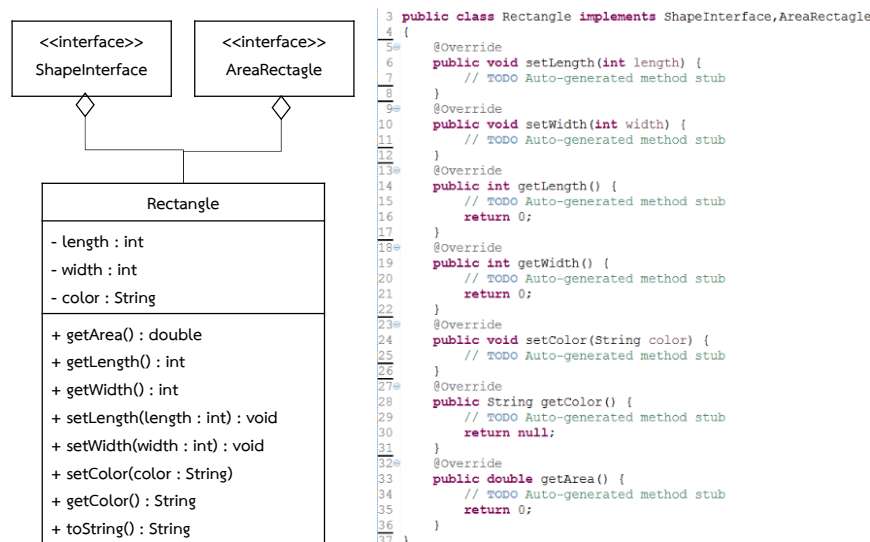 <<interface>>
ShapeInterface
<<interface>>
AreaRectagle
Rectangle
- length : int
- width : int
- color : String
+ getArea() : double
+ getLength() : int
+ getWidth() : int
+ setLength(length : int) : void
+ setWidth(width : int) : void
+ setColor(color : String)
+ getColor() : String
+ toString() : String
3 public class Rectangle implements ShapeInterface,AreaRectagle
4 {
5 @Override
6 public void setLength(int length) {
7 // TODO Auto-generated method stub
8 }
9 @Override
10 public void setWidth(int width) {
11 // TODO Auto-generated method stub
12 }
13 @Override
14 public int getLength() {
15 // TODO Auto-generated method stub
16 return 0;
17 }
18 @Override
19 public int getWidth() {
20 // TODO Auto-generated method stub
21 return 0;
22 }
23 @Override
24 public void setColor(String color) {
25 // TODO Auto-generated method stub
26 }
27 @Override
28 public String getColor() {
29 // TODO Auto-generated method stub
30 return null;
31 }
32 @Override
33 public double getArea() {
34 // TODO Auto-generated method stub
35 return 0;
36 }
37 }